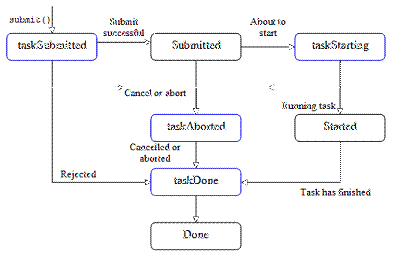 submit()
Submit
successful
About to
start
taskSubmitted
Submitted
taskStarting
Cancel or abort
Running task
taskAborted
Started
Cancelled or
aborted
Rejected
taskDone
Task has finished
Done